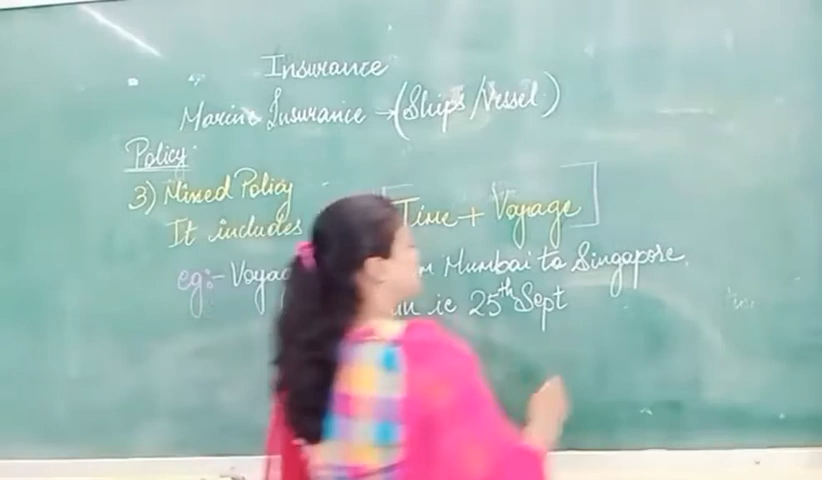 Insurance
Marine Insurance → (Ships/Vessel.)
Policy
3) Mixed Policy
It includes [Time + Voyage]
eg:- Voyag Mumbai to Singapore.
ie 25th Sept